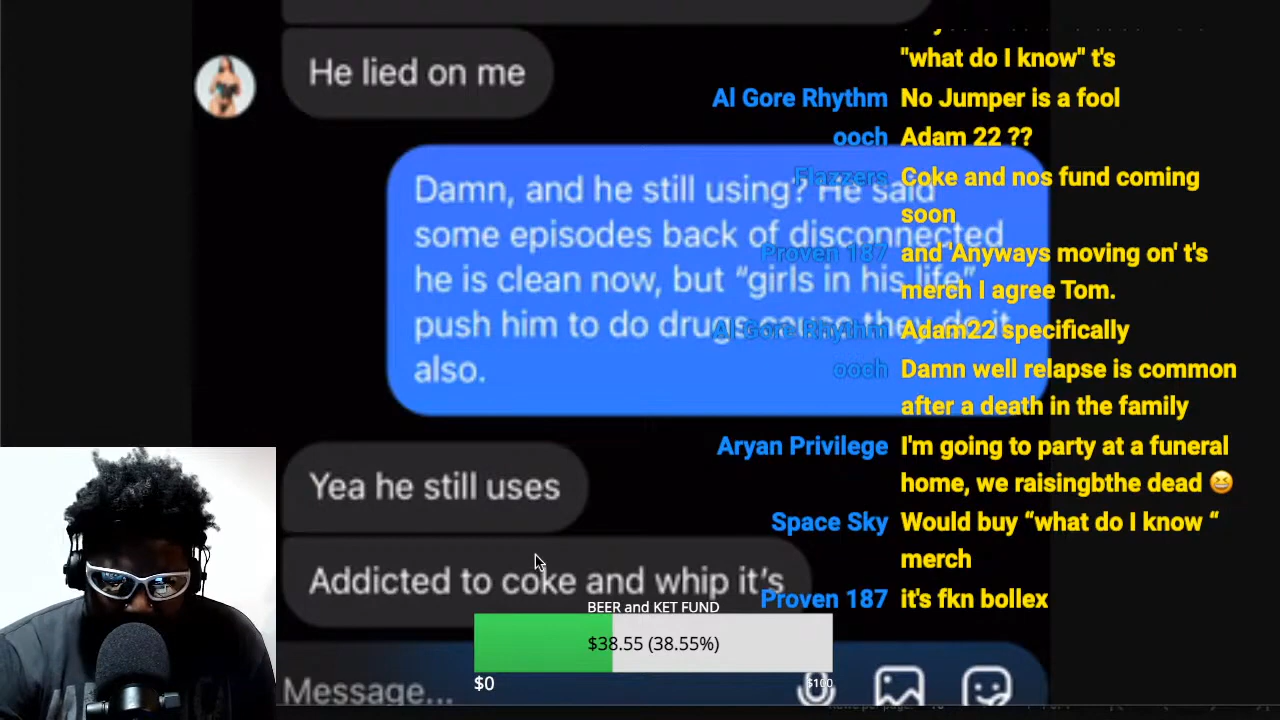 He lied on me
Damn, and he still using? He said
some episodes back of disconnected
he is clean now, but “girls in his life”
push him to do drugs cause they do it
also.
Yea he still uses
Addicted to coke and whip it’s
Message...
"what do I know" t's
Al Gore Rhythm No Jumper is a fool
ooch Adam 22 ??
Flazzers Coke and nos fund coming
soon
Proven 187 and 'Anyways moving on' t's
merch I agree Tom.
Al Gore Rhythm Adam22 specifically
ooch Damn well relapse is common
after a death in the family
Aryan Privilege I'm going to party at a funeral
home, we raisingbthe dead 😆
Space Sky Would buy “what do I know “
merch
Proven 187 it's fkn bollex
BEER and KET FUND
$38.55 (38.55%)
$0 $100